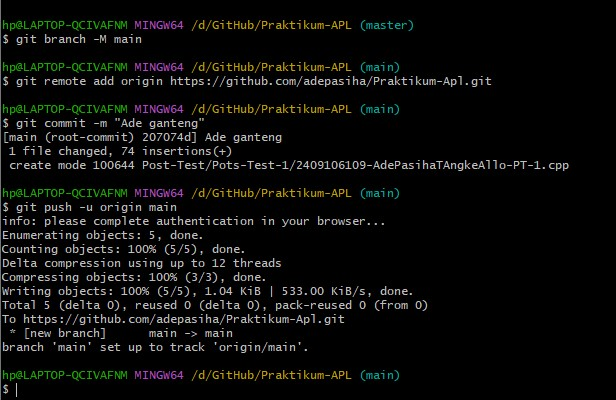 hp@LAPTOP-QCIVAFNM MINGW64 /d/GitHub/Praktikum-APL (master)
$ git branch -M main
hp@LAPTOP-QCIVAFNM MINGW64 /d/GitHub/Praktikum-APL (main)
$ git remote add origin https://github.com/adepasiha/Praktikum-Apl.git
hp@LAPTOP-QCIVAFNM MINGW64 /d/GitHub/Praktikum-APL (main)
$ git commit -m "Ade ganteng"
[main (root-commit) 207074d] Ade ganteng
 1 file changed, 74 insertions(+)
 create mode 100644 Post-Test/Pots-Test-1/2409106109-AdePasihaTAngkeAllo-PT-1.cpp
hp@LAPTOP-QCIVAFNM MINGW64 /d/GitHub/Praktikum-APL (main)
$ git push -u origin main
info: please complete authentication in your browser...
Enumerating objects: 5, done.
Counting objects: 100% (5/5), done.
Delta compression using up to 12 threads
Compressing objects: 100% (3/3), done.
Writing objects: 100% (5/5), 1.04 KiB | 533.00 KiB/s, done.
Total 5 (delta 0), reused 0 (delta 0), pack-reused 0 (from 0)
To https://github.com/adepasiha/Praktikum-Apl.git
 * [new branch]      main -> main
branch 'main' set up to track 'origin/main'.
hp@LAPTOP-QCIVAFNM MINGW64 /d/GitHub/Praktikum-APL (main)
$